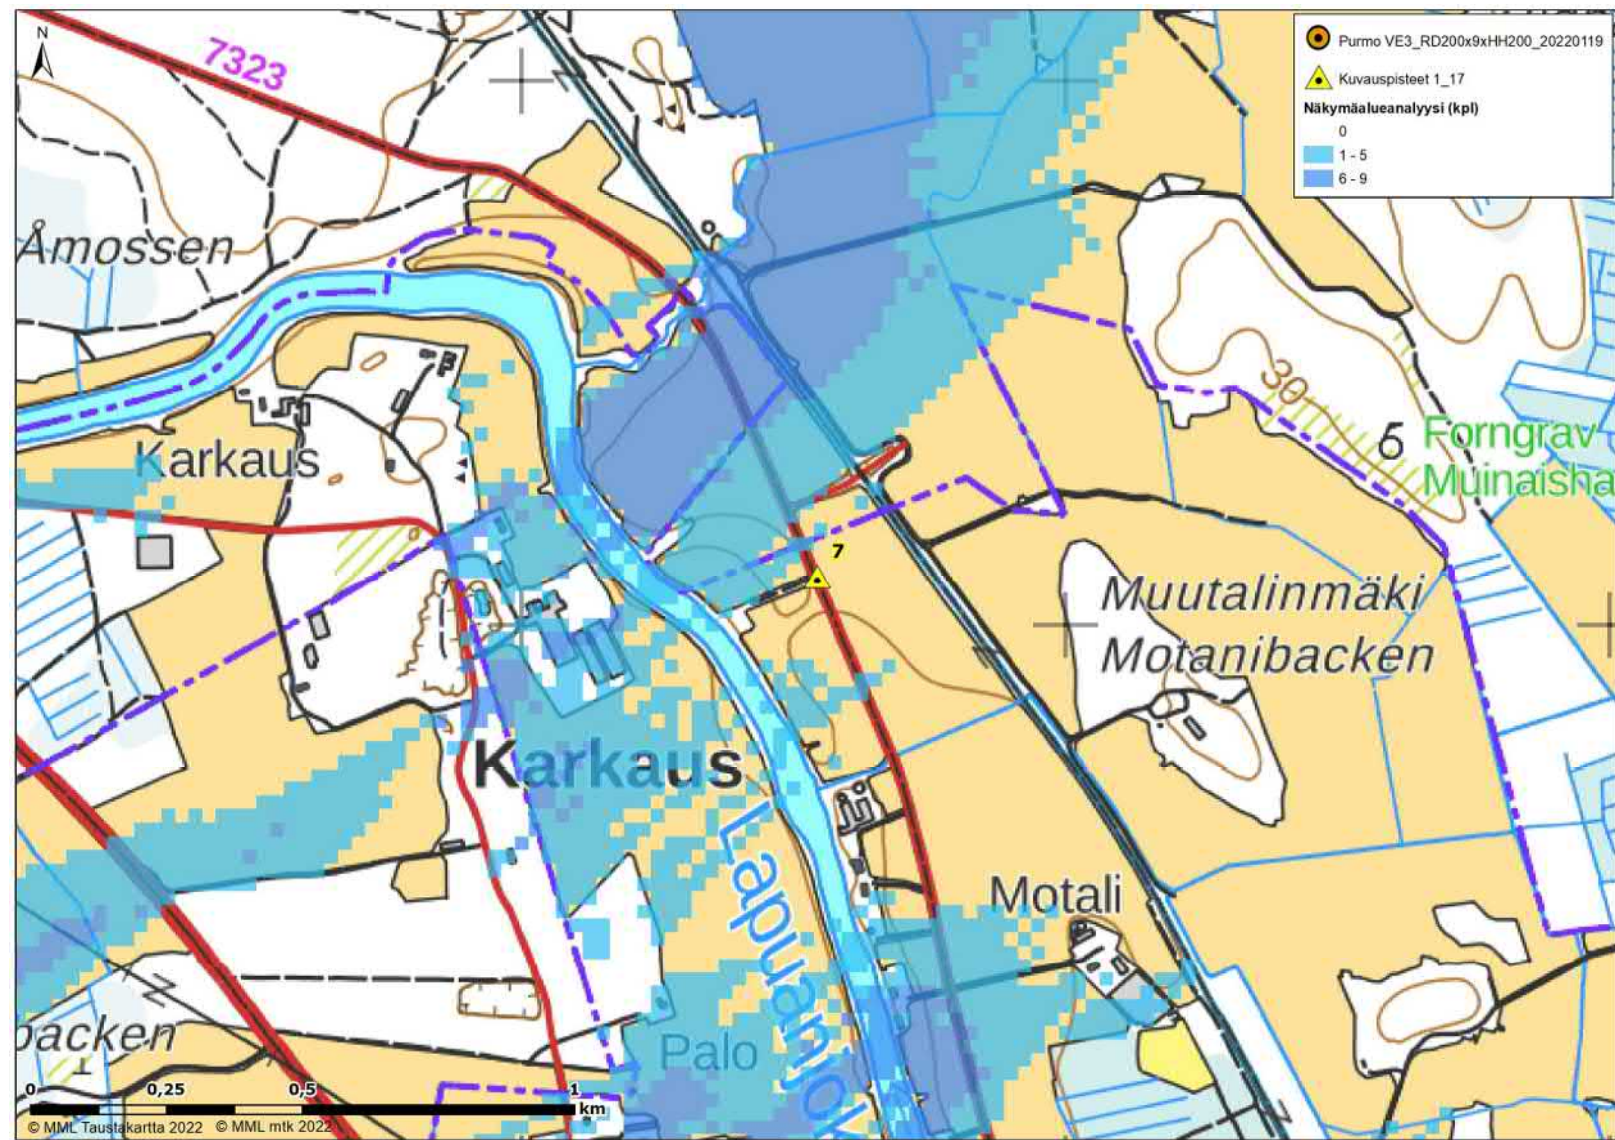 N
7323
Purmo VE3_RD200x9xHH200_20220119
Kuvauspisteet 1_17
Näkymäalueanalyysi (kpl)
0
1 - 5
6 - 9
Åmossen
30
6
Forngrav
Muinaisha
Karkaus
7
Muutalinmäki
Motanibacken
Karkaus
Lapuanjok
Motali
backen
Palo
0 0,25 0,5 1
km
© MML Taustakartta 2022 © MML mtk 2022